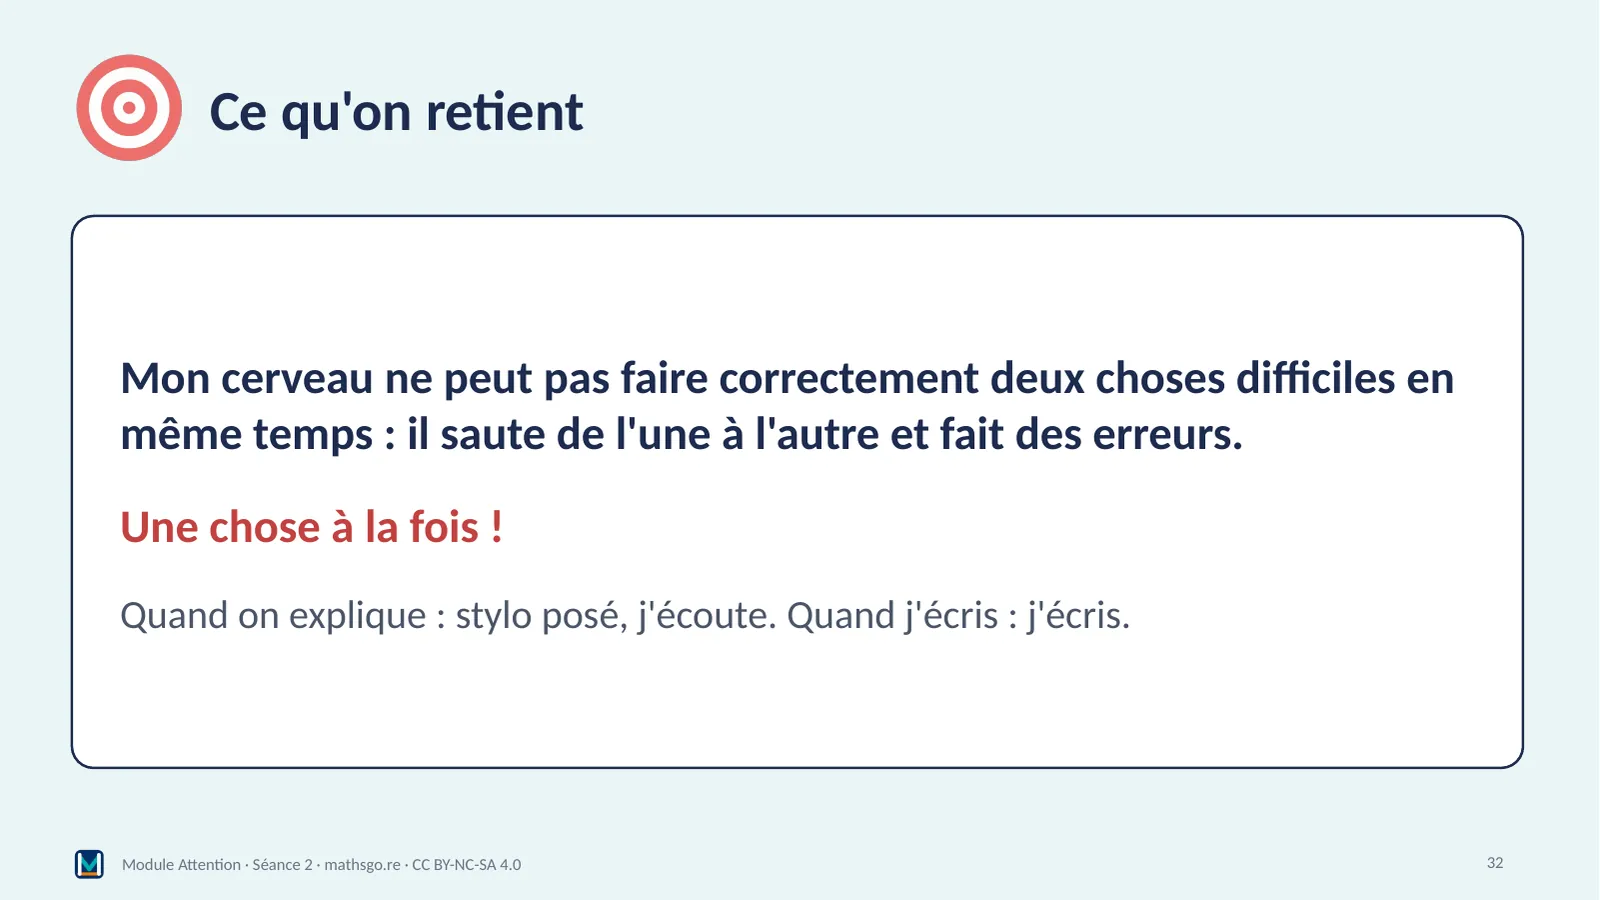 Ce qu'on retient
Mon cerveau ne peut pas faire correctement deux choses difficiles en
même temps : il saute de l'une à l'autre et fait des erreurs.
Une chose à la fois !
Quand on explique : stylo posé, j'écoute. Quand j'écris : j'écris.
Module Attention · Séance 2 · mathsgo.re · CC BY-NC-SA 4.0
32